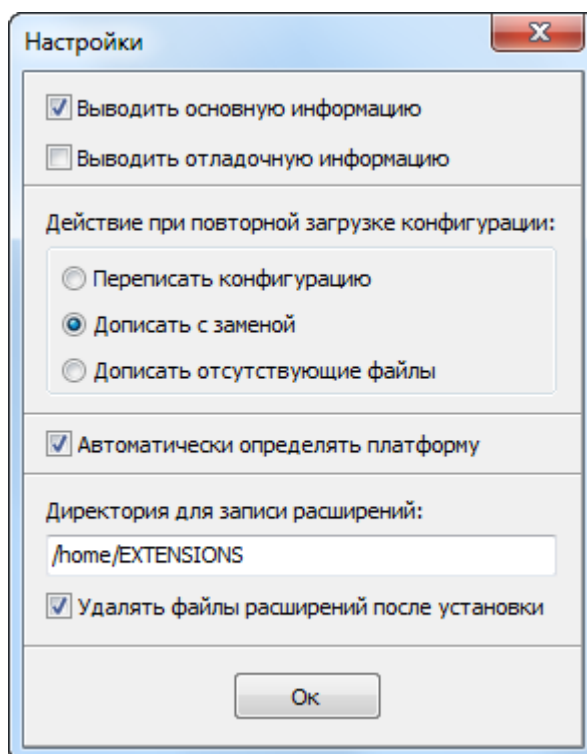 Настройки
Выводить основную информацию
Выводить отладочную информацию
Действие при повторной загрузке конфигурации:
Переписать конфигурацию
Дописать с заменой
Дописать отсутствующие файлы
Автоматически определять платформу
Директория для записи расширений:
/home/EXTENSIONS
Удалять файлы расширений после установки
Ок